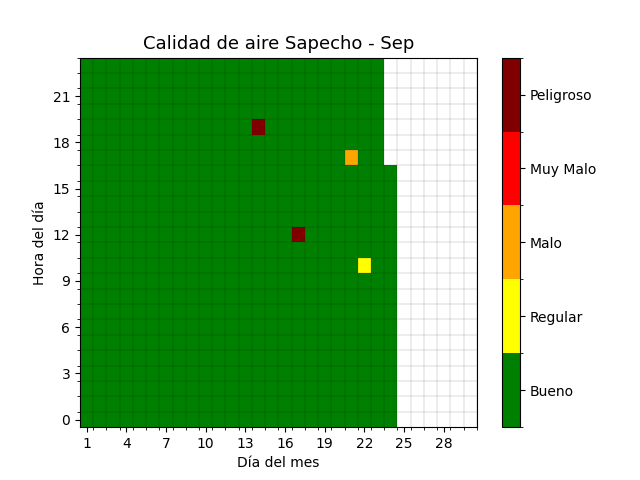 Calidad de aire Sapecho - Sep
Hora del día
21
18
15
12
9
6
3
0
1 4 7 10 13 16 19 22 25 28
Día del mes
Peligroso
Muy Malo
Malo
Regular
Bueno